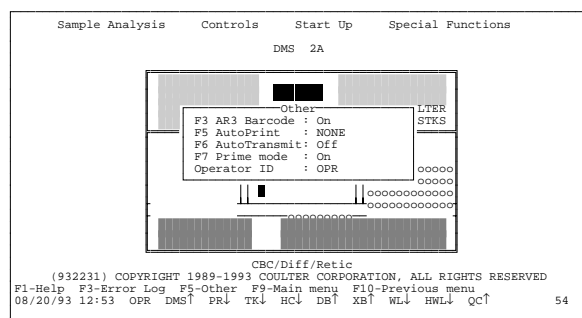 Sample Analysis Controls Start Up Special Functions
DMS 2A
Other
LTER
F3 AR3 Barcode : On
STKS
F5 AutoPrint : NONE
F6 AutoTransmit: Off
F7 Prime mode : On
Operator ID : OPR
CBC/Diff/Retic
(932231) COPYRIGHT 1989-1993 COULTER CORPORATION, ALL RIGHTS RESERVED
F1-Help F3-Error Log F5-Other F9-Main menu F10-Previous menu
08/20/93 12:53 OPR DMS↑ PR↓ TK↓ HC↓ DB↑ XB↑ WL↓ HWL↓ QC↑ 54